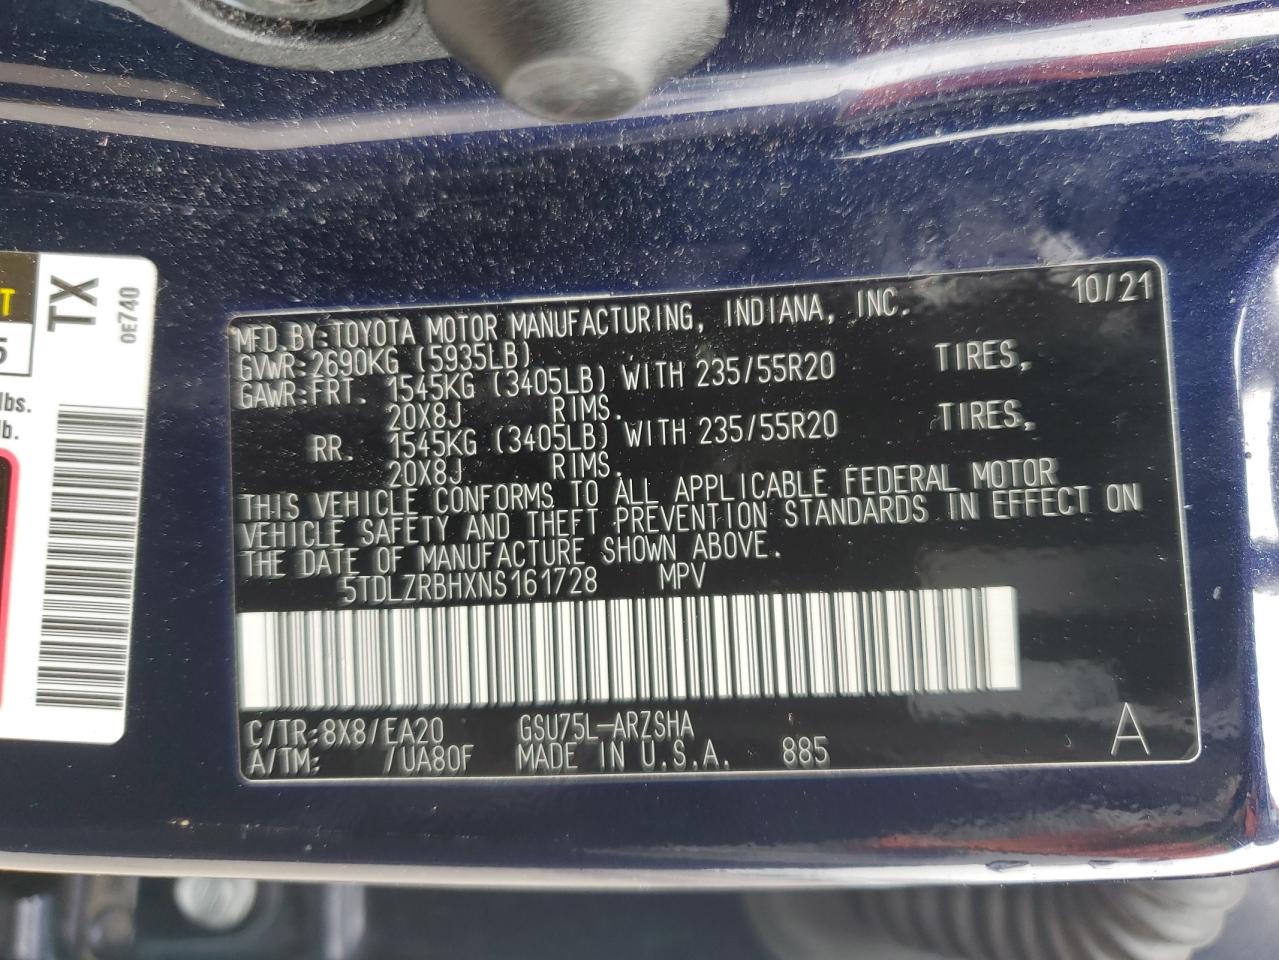 T
5
lbs.
b.
TX
0E740
10/21
MFD.BY:TOYOTA MOTOR MANUFACTURING, INDIANA, INC.
GVWR:2690KG (5935LB)
GAWR:FRT. 1545KG (3405LB) WITH 235/55R20 TIRES,
20X8J RIMS.
RR. 1545KG (3405LB) WITH 235/55R20 TIRES,
20X8J RIMS.
THIS VEHICLE CONFORMS TO ALL APPLICABLE FEDERAL MOTOR
VEHICLE SAFETY AND THEFT PREVENTION STANDARDS IN EFFECT ON
THE DATE OF MANUFACTURE SHOWN ABOVE.
5TDLZRBHXNS161728 MPV
C/TR:8X8/EA20 GSU75L-ARZSHA
A/TM: /UA80F MADE IN U.S.A. 885
A